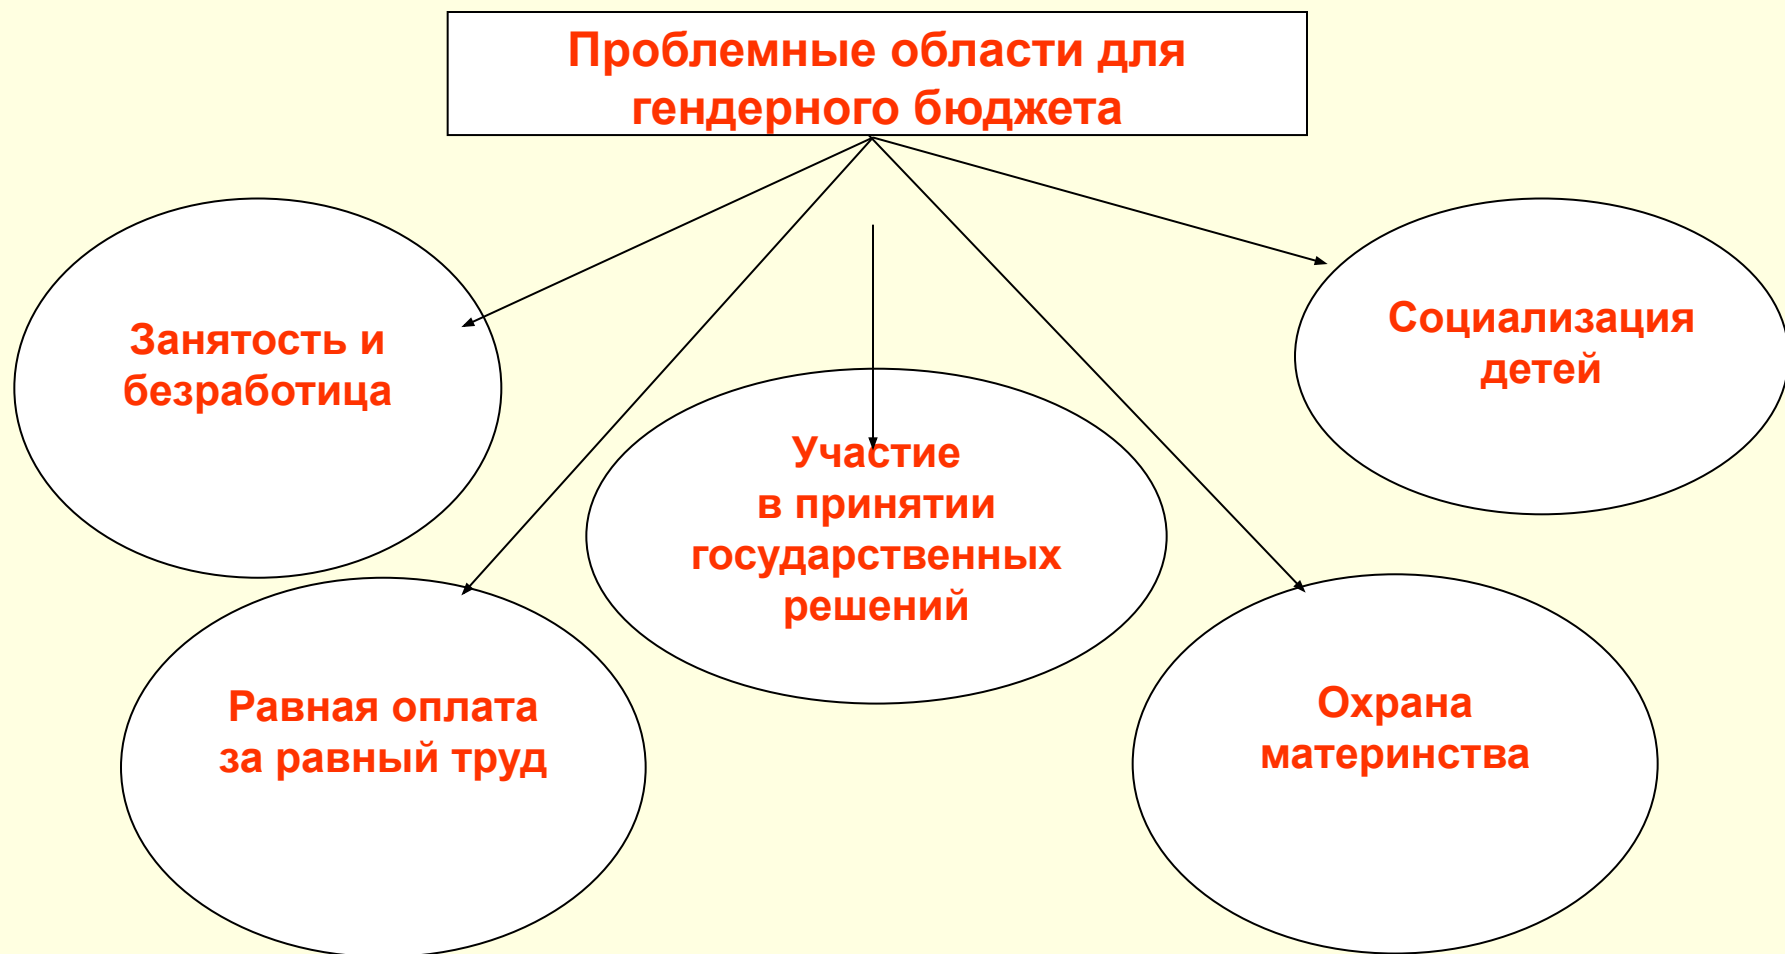 Проблемные области для
гендерного бюджета
Занятость и
безработица
Социализация
детей
Участие
в принятии
государственных
решений
Равная оплата
за равный труд
Охрана
материнства